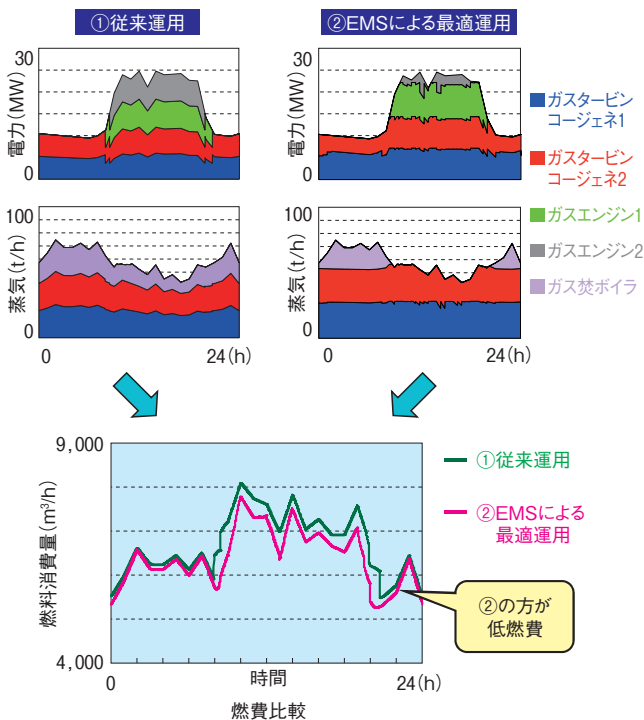 ①従来運用
②EMSによる最適運用
30
電力(MW)
0
30
電力(MW)
0
ガスタービン
コージェネ1
ガスタービン
コージェネ2
ガスエンジン1
ガスエンジン2
ガス焚ボイラ
100
蒸気(t/h)
0
0
24(h)
100
蒸気(t/h)
0
0
24(h)
9,000
燃料消費量(m³/h)
4,000
0
時間
24(h)
燃費比較
①従来運用
②EMSによる
最適運用
②の方が
低燃費